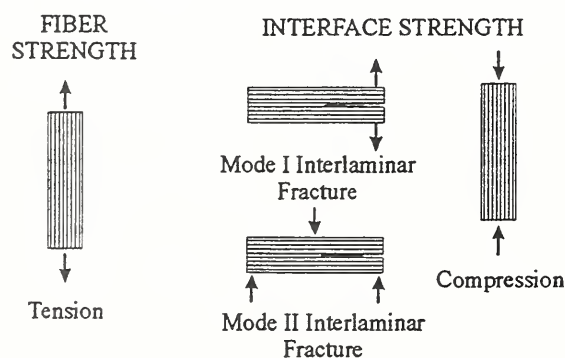 FIBER
STRENGTH
INTERFACE STRENGTH
Mode I Interlaminar
Fracture
Tension
Compression
Mode II Interlaminar
Fracture